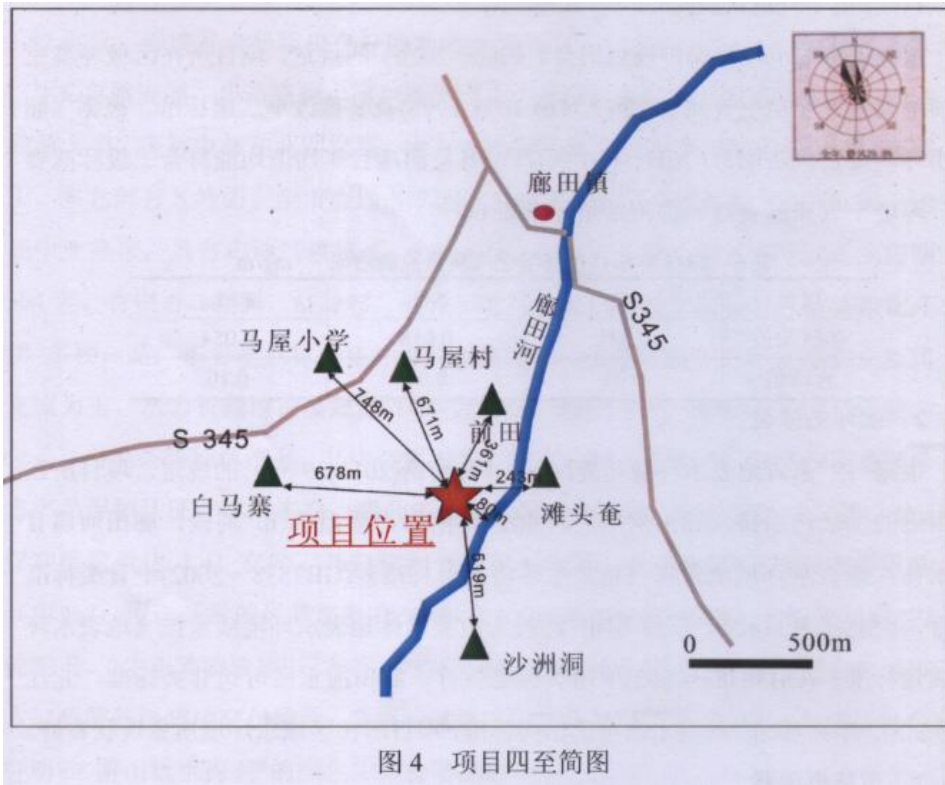 廊田镇
廊田河
S345
马屋小学
马屋村
748m
671m
前田
361m
S 345
678m
248m
白马寨
滩头奄
项目位置
519m
0 500m
沙洲洞
图4 项目四至简图